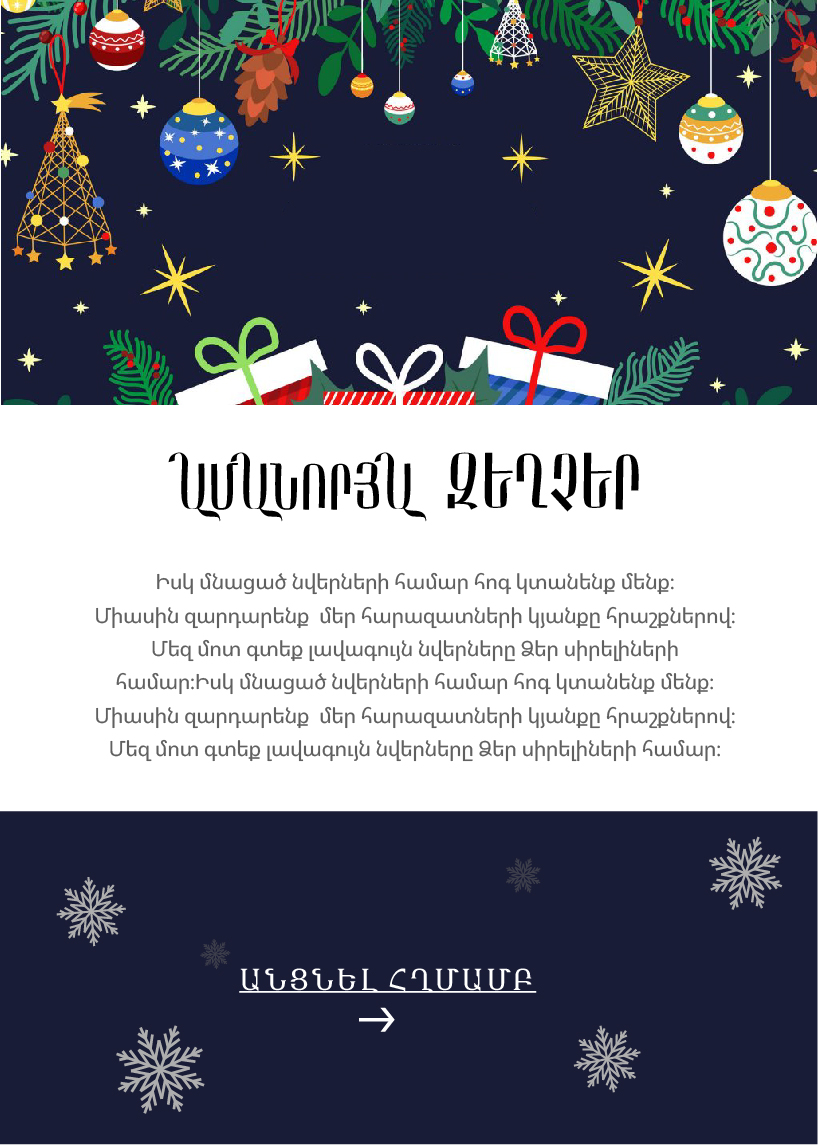 ԱՄԱՆՈՐՅԱ ԶԵՂՉԵՐ
Իսկ մնացած նվերների համար հոգ կտանենք մենք:
Միասին զարդարենք  մեր հարազատների կյանքը հրաշքներով:
Մեզ մոտ գտեք լավագույն նվերները Ձեր սիրելիների
համար:Իսկ մնացած նվերների համար հոգ կտանենք մենք:
Միասին զարդարենք  մեր հարազատների կյանքը հրաշքներով:
Մեզ մոտ գտեք լավագույն նվերները Ձեր սիրելիների համար:
ԱՆՑՆԵԼ ՀՂՄԱՄԲ